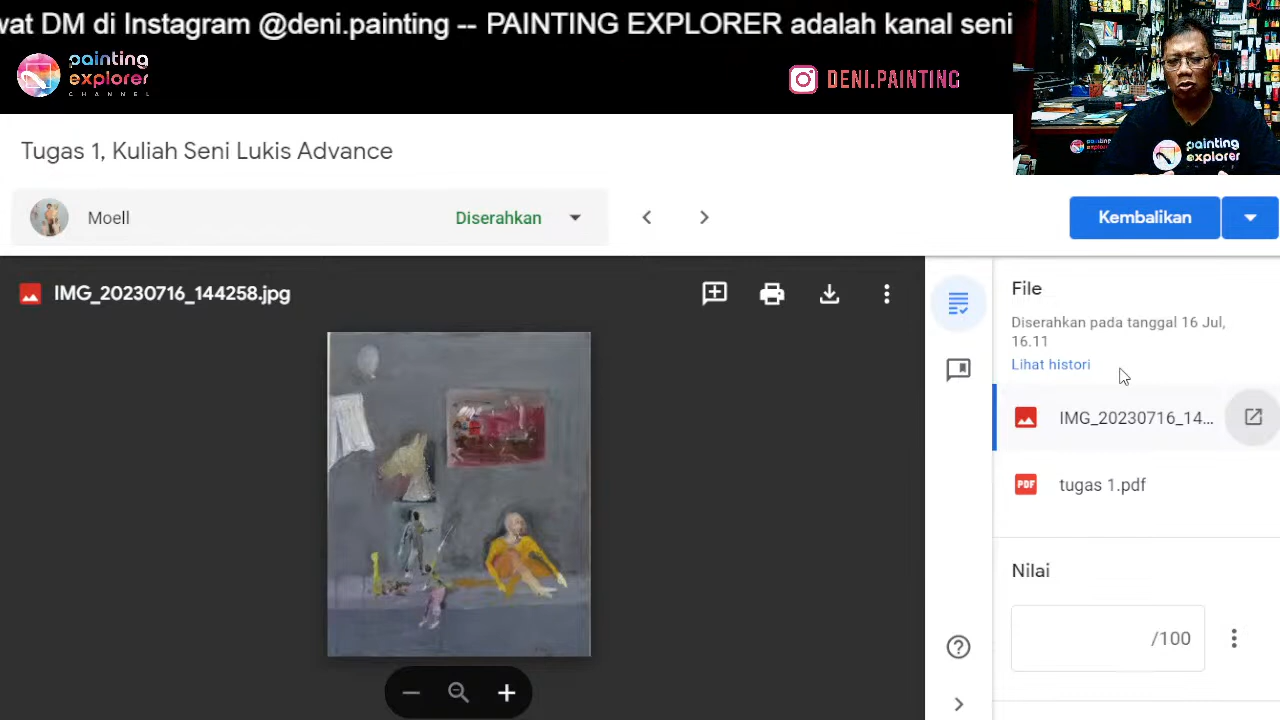 wat DM di Instagram @deni.painting -- PAINTING EXPLORER adalah kanal seni
painting
explorer
CHANNEL
DENI.PAINTING
painting
explorer
Tugas 1, Kuliah Seni Lukis Advance
Moell
Diserahkan
Kembalikan
IMG_20230716_144258.jpg
File
Diserahkan pada tanggal 16 Jul,
16.11
Lihat histori
IMG_20230716_14...
PDF
tugas 1.pdf
Nilai
/100